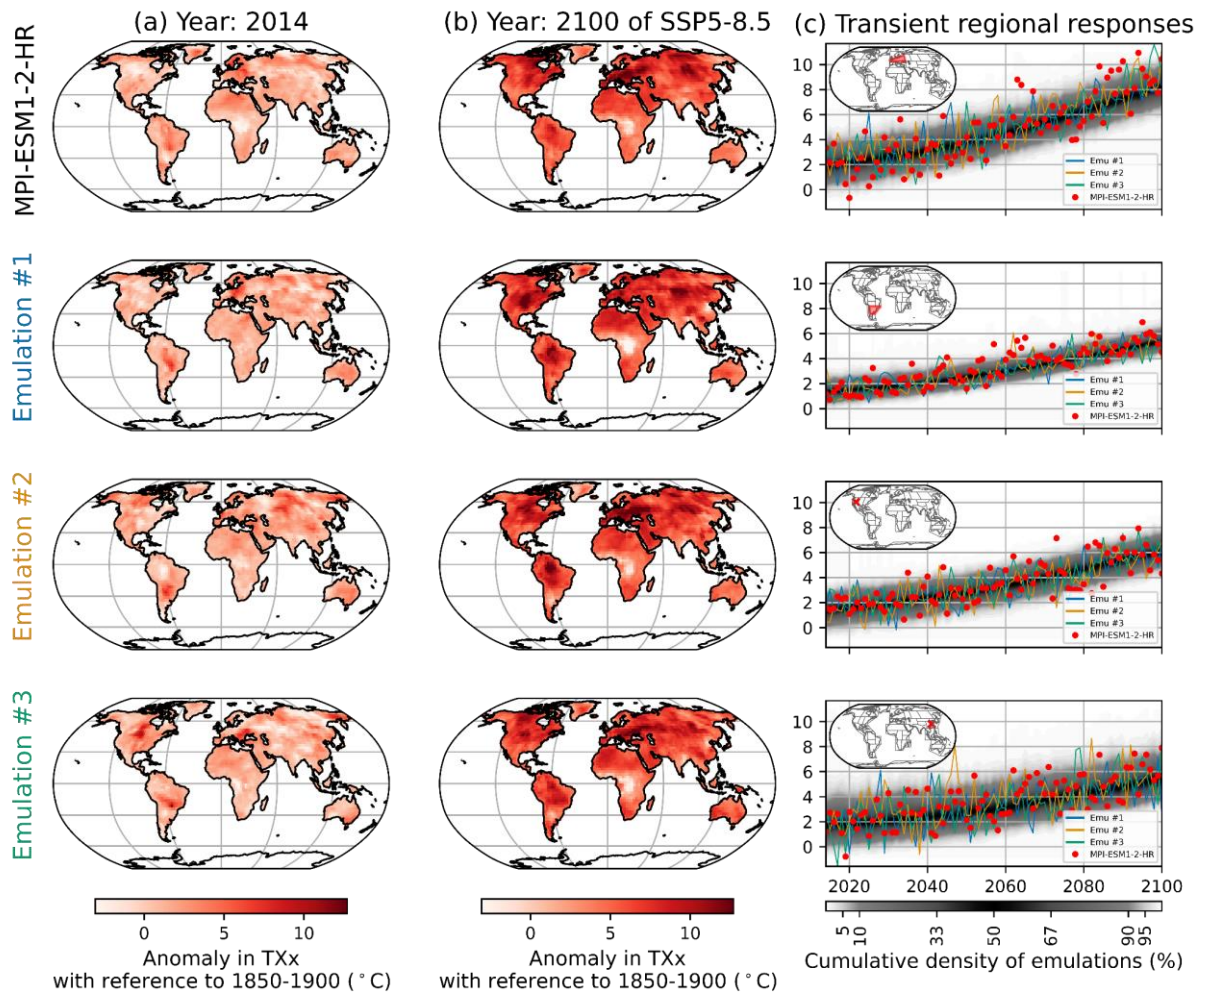 (a) Year: 2014
(b) Year: 2100 of SSP5-8.5
(c) Transient regional responses
MPI-ESM1-2-HR
10
8
6
4
2
0
Emu #1
Emu #2
Emu #3
MPI-ESM1-2-HR
Emulation #1
10
8
6
4
2
0
Emu #1
Emu #2
Emu #3
MPI-ESM1-2-HR
Emulation #2
10
8
6
4
2
0
Emu #1
Emu #2
Emu #3
MPI-ESM1-2-HR
Emulation #3
10
8
6
4
2
0
Emu #1
Emu #2
Emu #3
MPI-ESM1-2-HR
2020 2040 2060 2080 2100
0 5 10
Anomaly in TXx
with reference to 1850-1900 (°C)
0 5 10
Anomaly in TXx
with reference to 1850-1900 (°C)
5 10 33 50 67 90 95
Cumulative density of emulations (%)